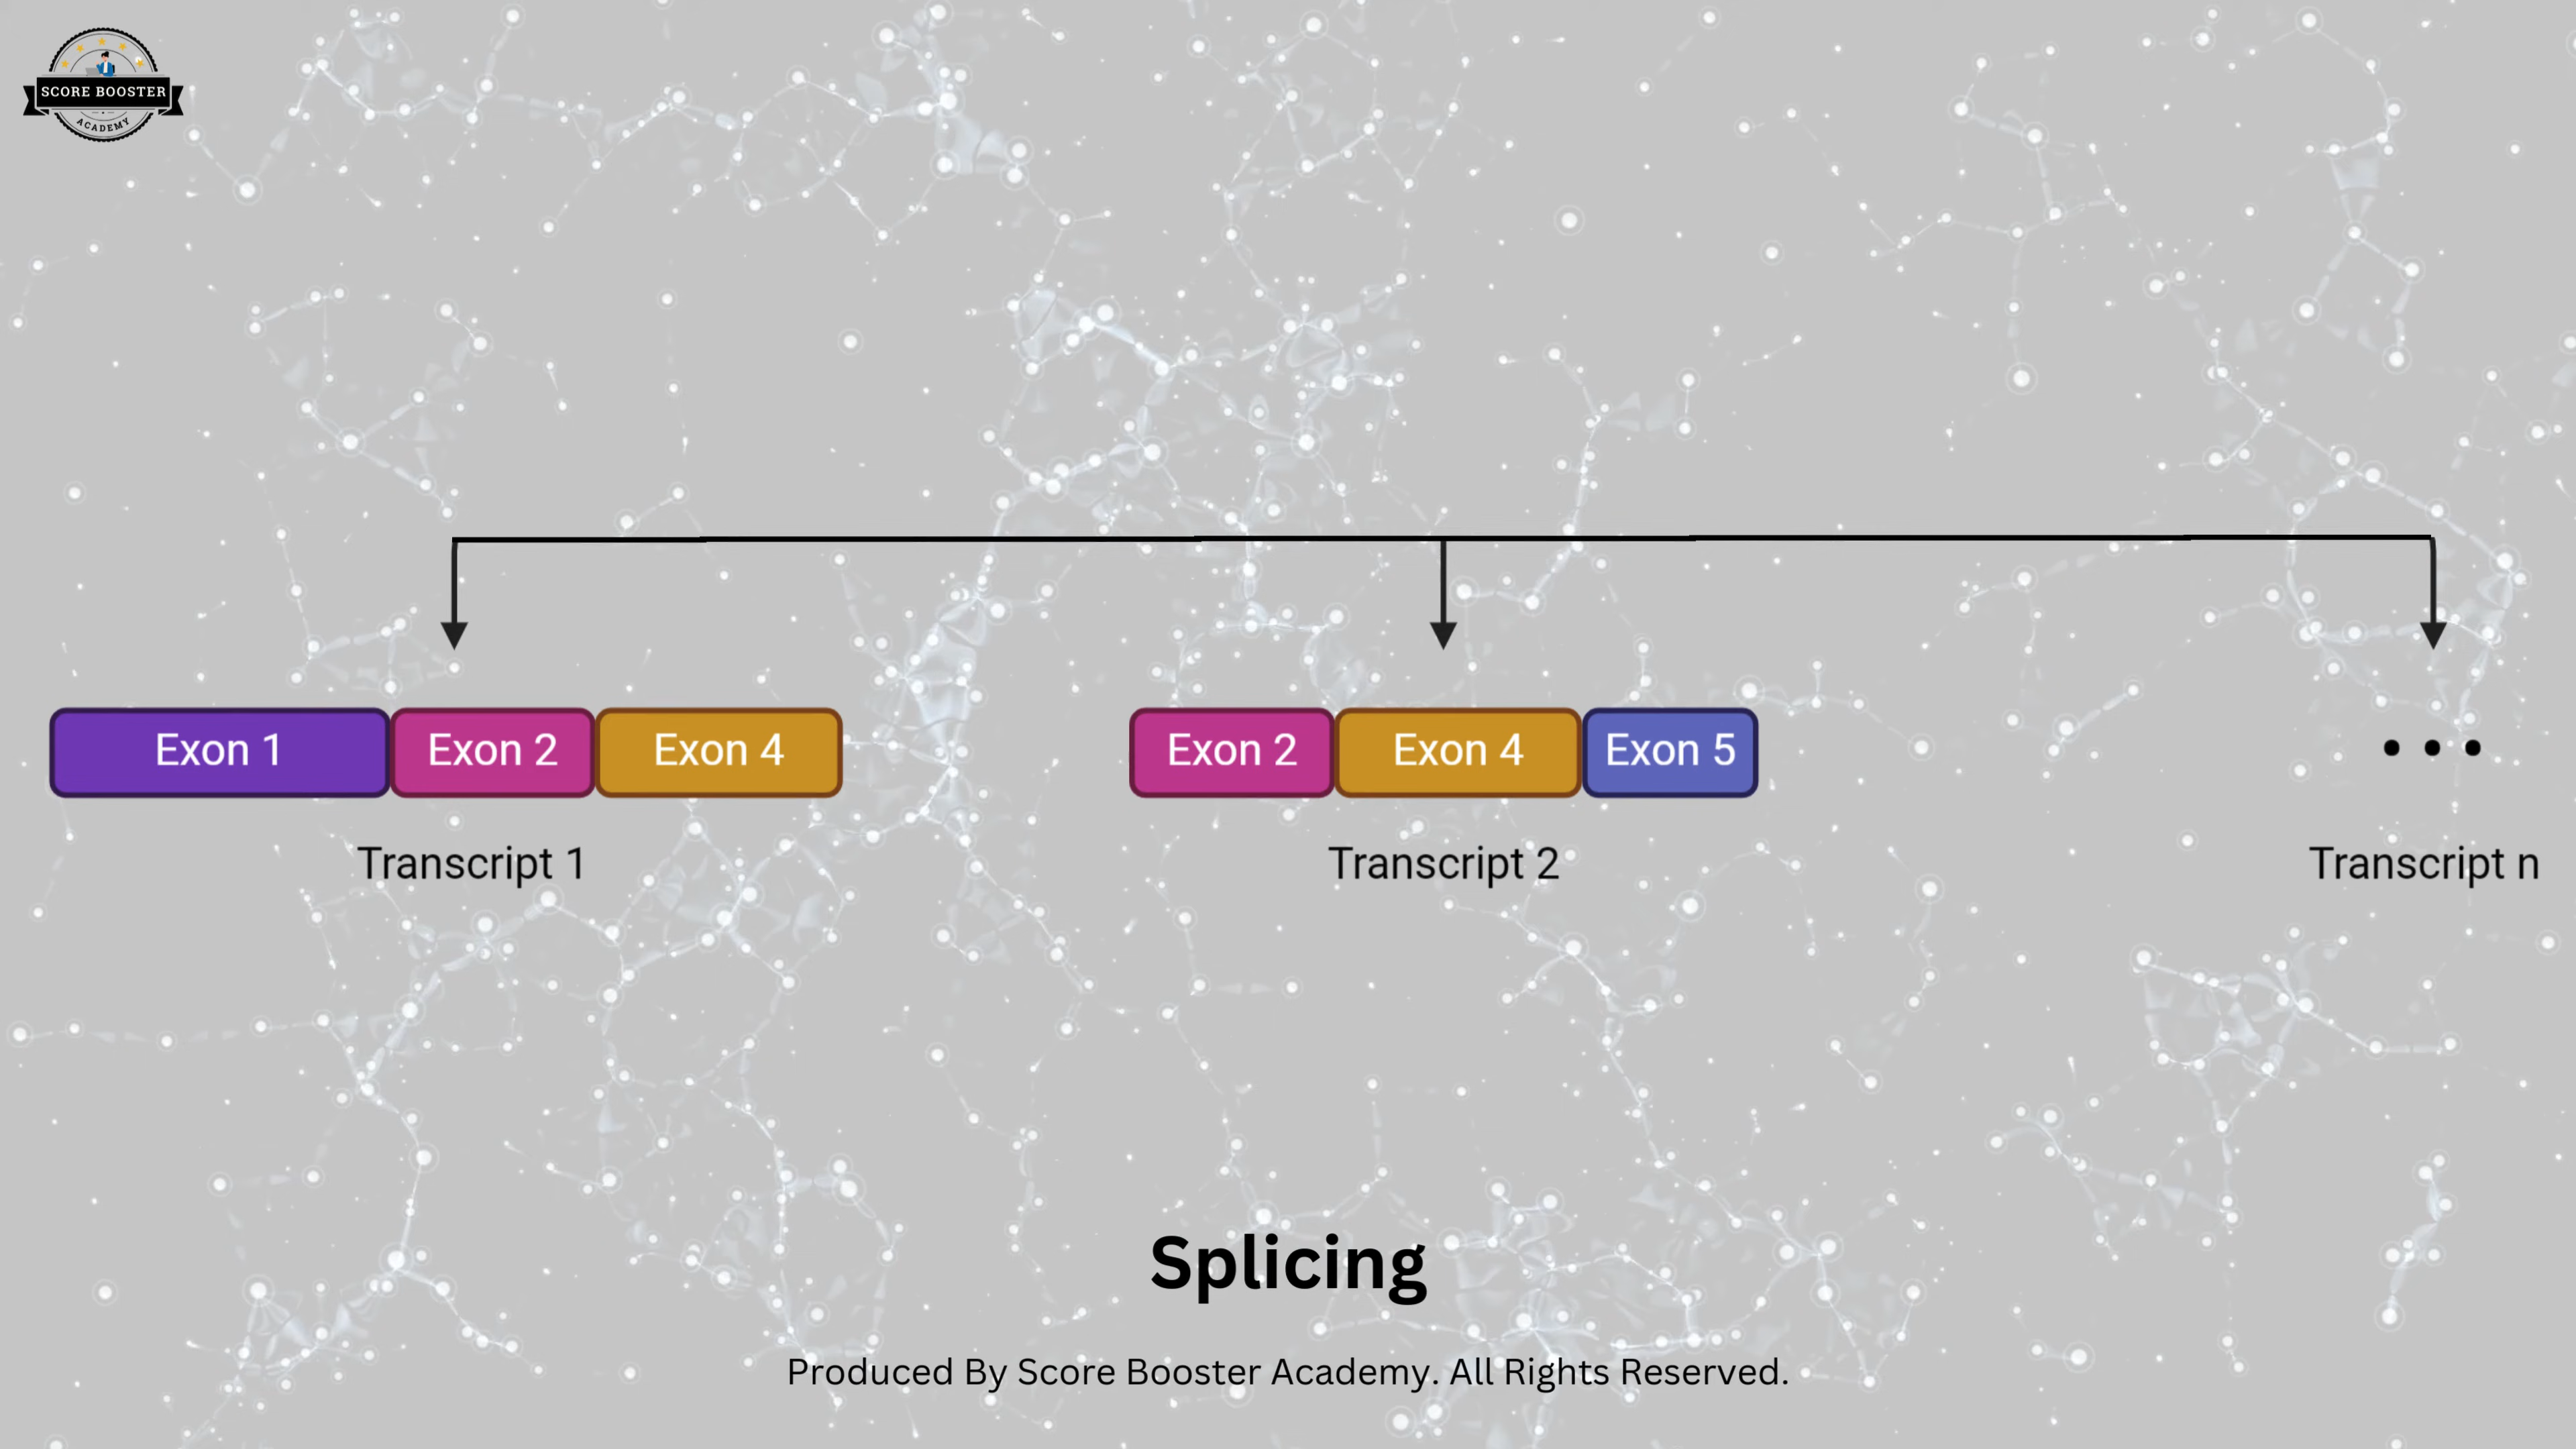 SCORE BOOSTER
ACADEMY
Exon 1
Exon 2
Exon 4
Exon 2
Exon 4
Exon 5
Transcript 1
Transcript 2
Transcript n
Splicing
Produced By Score Booster Academy. All Rights Reserved.